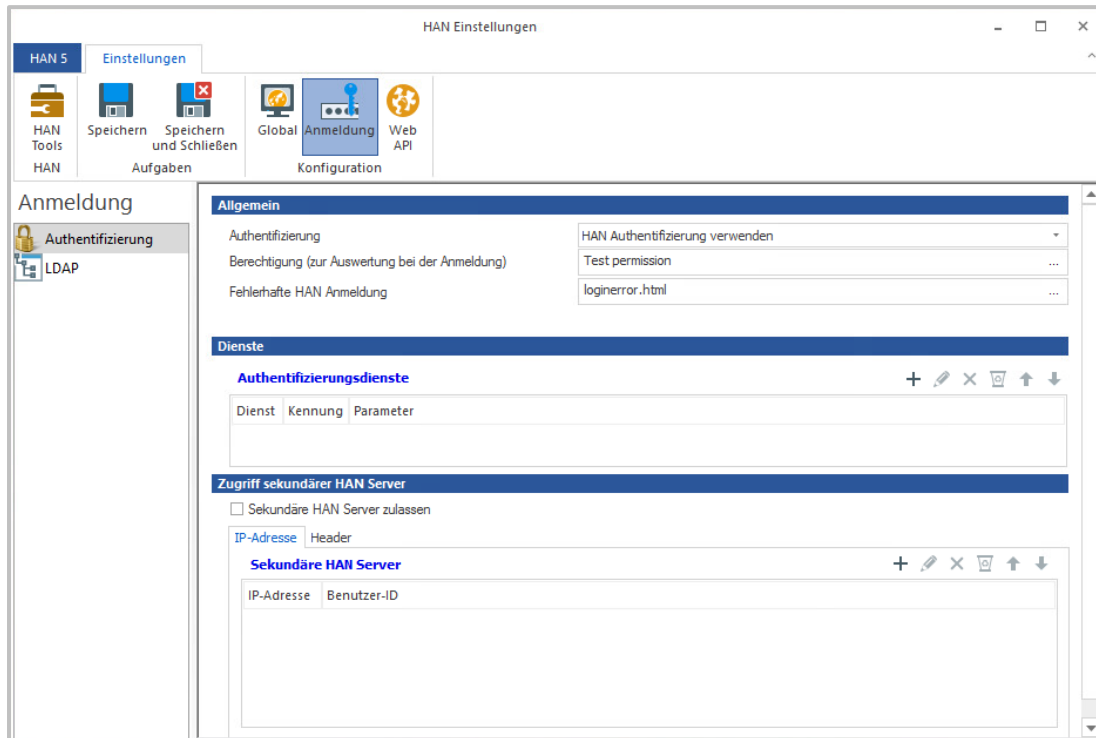 HAN Einstellungen
HAN 5 Einstellungen
HAN Tools Speichern Speichern und Schließen Global Anmeldung Web API
HAN Aufgaben Konfiguration
Anmeldung
Authentifizierung
LDAP
Allgemein
Authentifizierung HAN Authentifizierung verwenden
Berechtigung (zur Auswertung bei der Anmeldung) Test permission ...
Fehlerhafte HAN Anmeldung loginerror.html ...
Dienste
Authentifizierungsdienste
Dienst Kennung Parameter
Zugriff sekundärer HAN Server
Sekundäre HAN Server zulassen
IP-Adresse Header
Sekundäre HAN Server
IP-Adresse Benutzer-ID